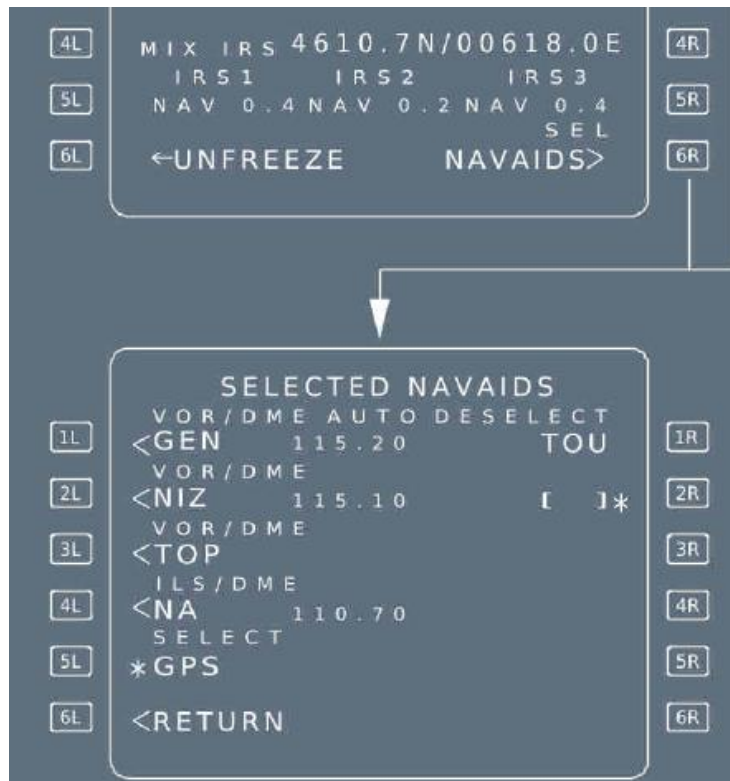 4L MIX IRS 4610.7N/00618.0E 4R
IRS1 IRS2 IRS3
5L NAV 0.4 NAV 0.2 NAV 0.4 5R
SEL
6L ←UNFREEZE NAVAIDS> 6R
SELECTED NAVAIDS
VOR/DME AUTO DESELECT
1L <GEN 115.20 TOU 1R
VOR/DME
2L <NIZ 115.10 [ ]* 2R
VOR/DME
3L <TOP 3R
ILS/DME
4L <NA 110.70 4R
SELECT
5L *GPS 5R
6L <RETURN 6R